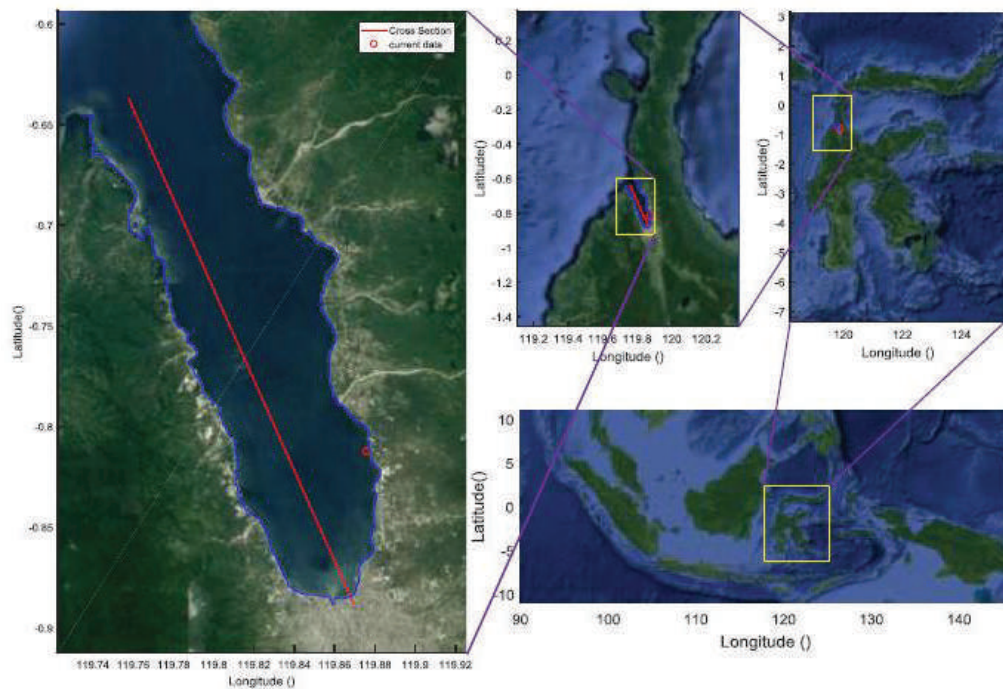 -0.6
-0.65
-0.7
-0.75
-0.8
-0.85
-0.9
Latitude()
119.74 119.76 119.78 119.8 119.82 119.84 119.86 119.88 119.9 119.92
Longitude ()
Cross Section
current data
0.2
0
-0.2
-0.4
-0.6
-0.8
-1
-1.2
-1.4
Latitude()
119.2 119.4 119.6 119.8 120 120.2
Longitude ()
3
2
1
0
-1
-2
-3
-4
-5
-6
-7
Latitude()
120 122 124
Longitude ()
10
5
0
-5
-10
Latitude()
90 100 110 120 130 140
Longitude ()